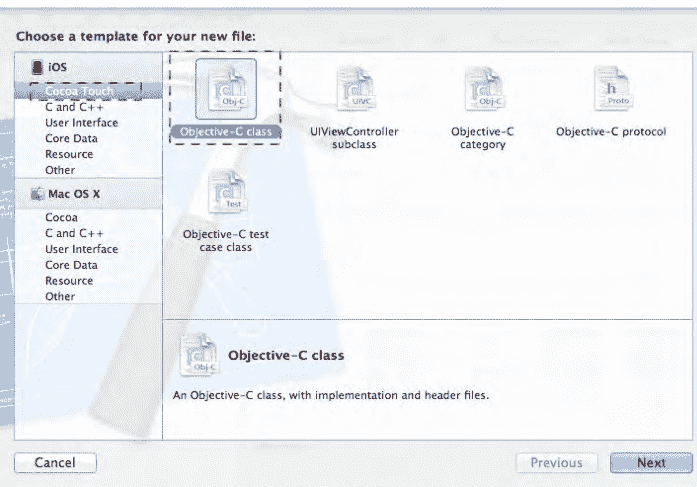 Choose a template for your new file:
iOS
Cocoa Touch
C and C++
User Interface
Core Data
Resource
Other
Mac OS X
Cocoa
C and C++
User Interface
Core Data
Resource
Other
Obj-C
Objective-C class
UIVC
UIViewController
subclass
Obj-C
Objective-C
category
h
Proto
Objective-C protocol
Test
Objective-C test
case class
Obj-C
Objective-C class
An Objective-C class, with implementation and header files.
Cancel
Previous
Next